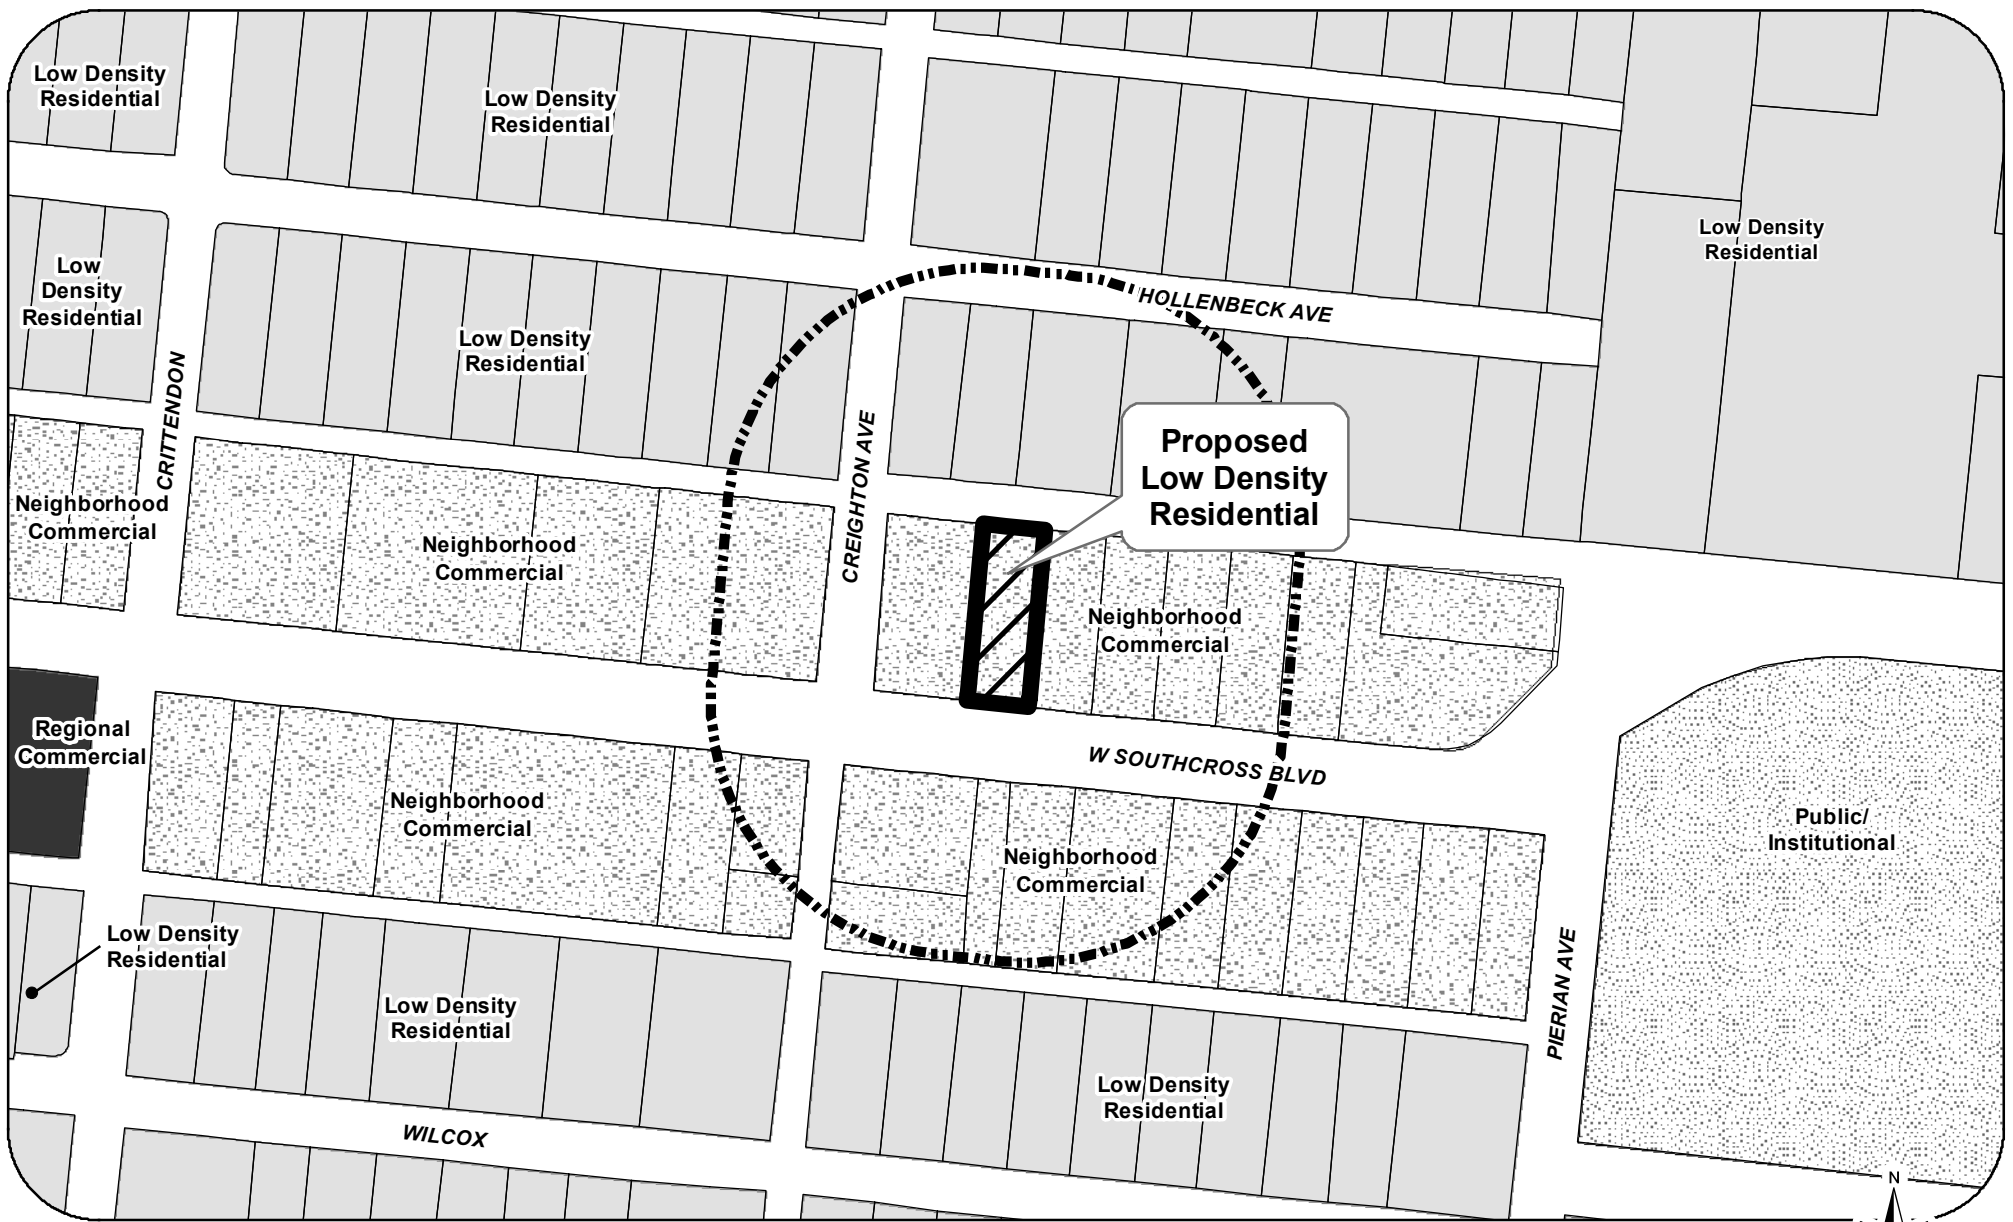 Low Density
Residential
Low Density
Residential
Low Density
Residential
Low
Density
Residential
HOLLENBECK AVE
Low Density
Residential
CRITTENDON
CREIGHTON AVE
Proposed
Low Density
Residential
Neighborhood
Commercial
Neighborhood
Commercial
Neighborhood
Commercial
Regional
Commercial
W SOUTHCROSS BLVD
Neighborhood
Commercial
Public/
Institutional
Neighborhood
Commercial
Low Density
Residential
PIERIAN AVE
Low Density
Residential
Low Density
Residential
WILCOX
N